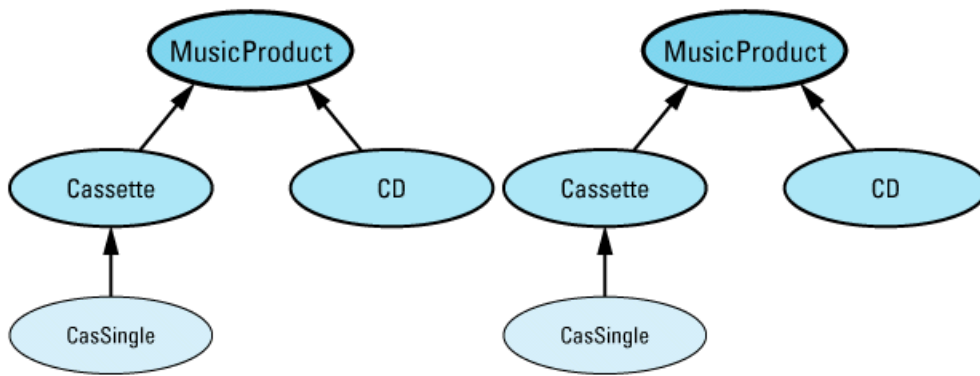 MusicProduct
MusicProduct
Cassette
CD
Cassette
CD
CasSingle
CasSingle